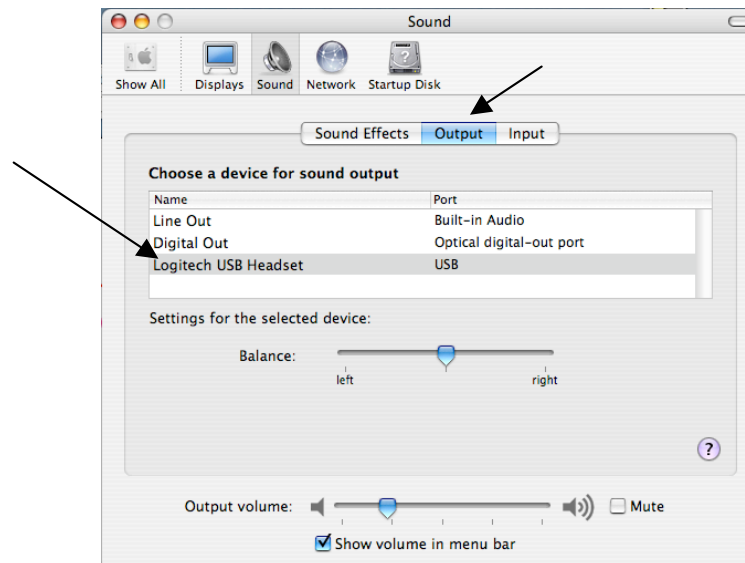 Sound
Show All Displays Sound Network Startup Disk
Sound Effects Output Input
Choose a device for sound output
Name Port
Line Out Built-in Audio
Digital Out Optical digital-out port
Logitech USB Headset USB
Settings for the selected device:
Balance:
left right
?
Output volume: Mute
Show volume in menu bar